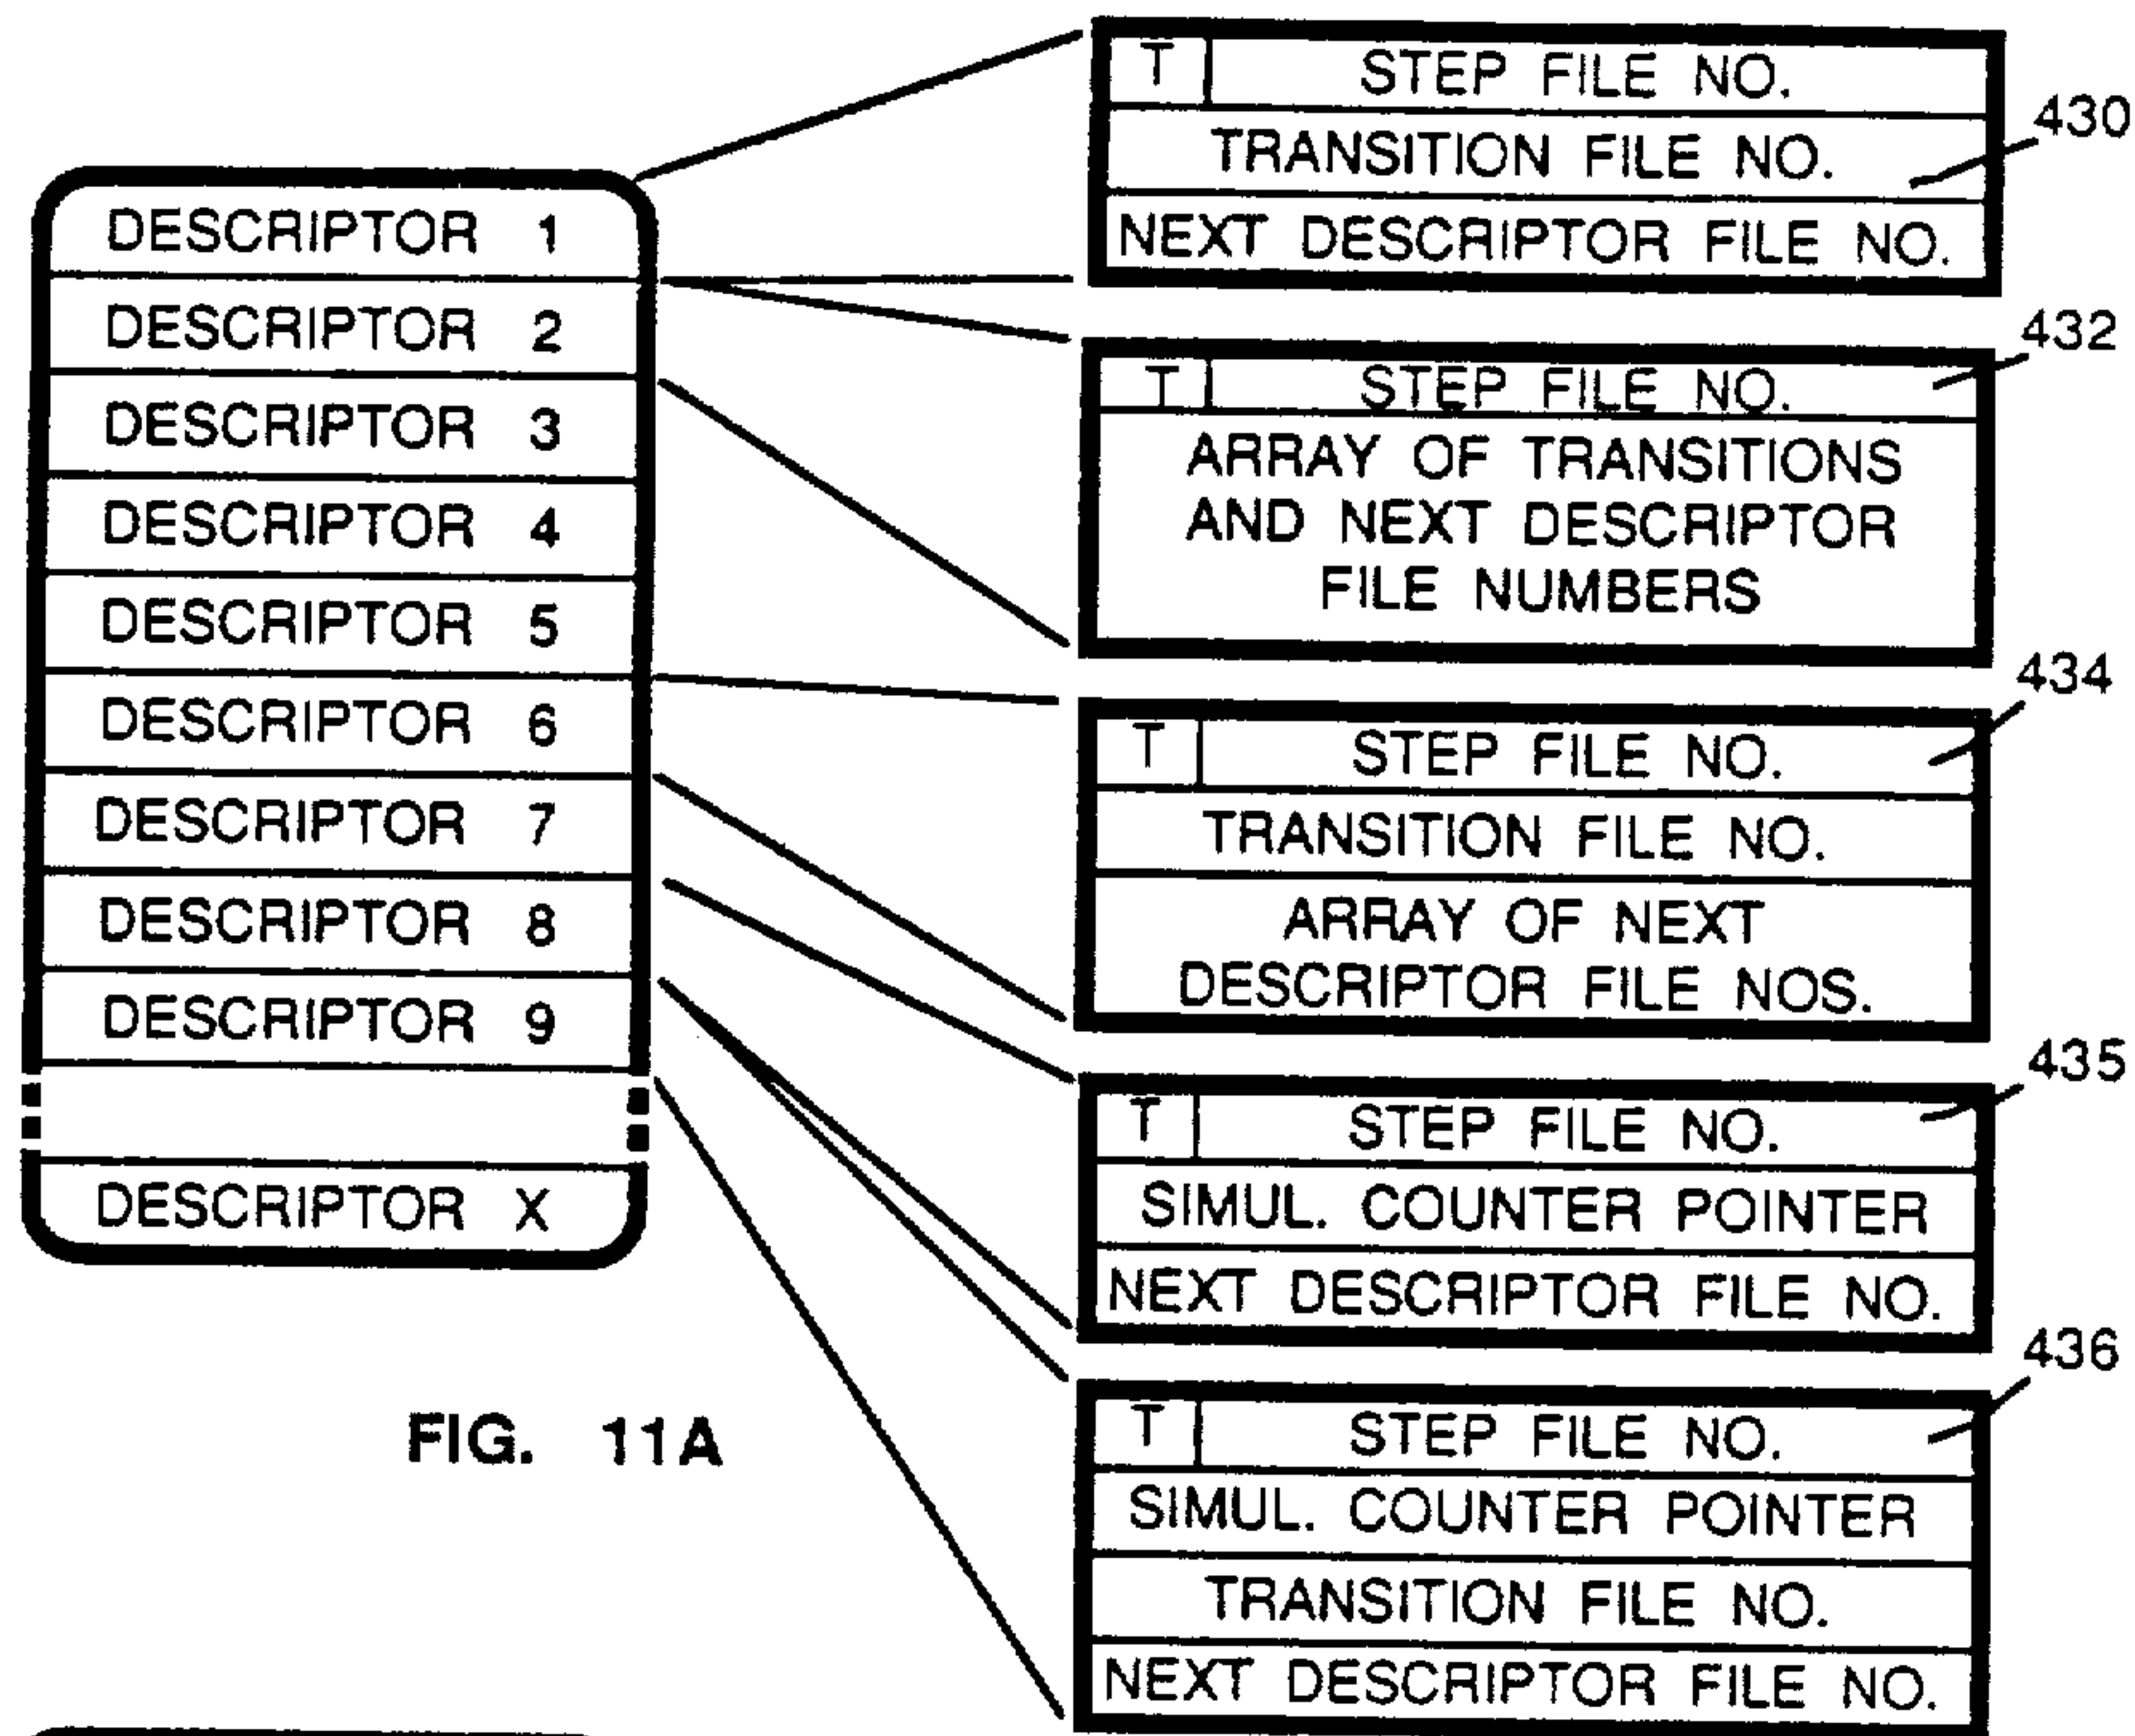 DESCRIPTOR 1
DESCRIPTOR 2
DESCRIPTOR 3
DESCRIPTOR 4
DESCRIPTOR 5
DESCRIPTOR 6
DESCRIPTOR 7
DESCRIPTOR 8
DESCRIPTOR 9
DESCRIPTOR X
FIG. 11A
430
T STEP FILE NO.
TRANSITION FILE NO.
NEXT DESCRIPTOR FILE NO.
432
T STEP FILE NO.
ARRAY OF TRANSITIONS
AND NEXT DESCRIPTOR
FILE NUMBERS
434
T STEP FILE NO.
TRANSITION FILE NO.
ARRAY OF NEXT
DESCRIPTOR FILE NOS.
435
T STEP FILE NO.
SIMUL. COUNTER POINTER
NEXT DESCRIPTOR FILE NO.
436
T STEP FILE NO.
SIMUL. COUNTER POINTER
TRANSITION FILE NO.
NEXT DESCRIPTOR FILE NO.